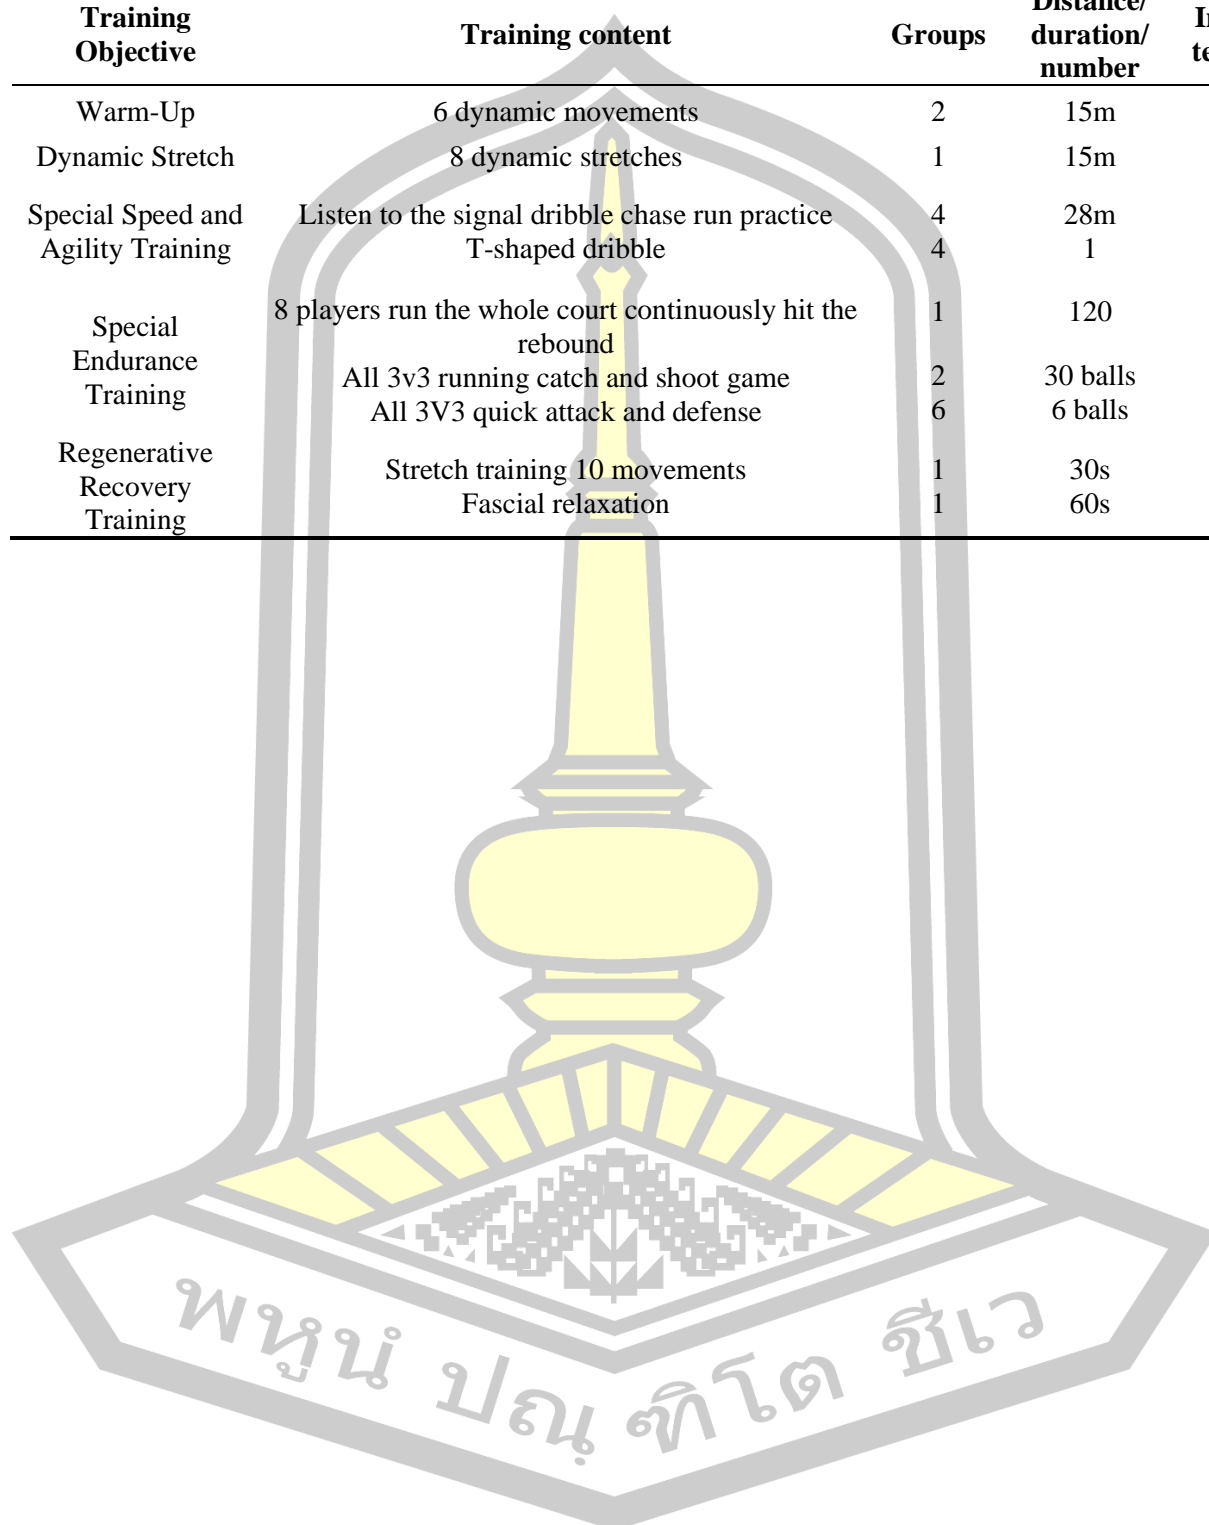 Training Objective Training content Groups Distance/ duration/ number
Warm-Up 6 dynamic movements 2 15m
Dynamic Stretch 8 dynamic stretches 1 15m
Special Speed and Listen to the signal dribble chase run practice 4 28m
Agility Training T-shaped dribble 4 1
Special Endurance Training 8 players run the whole court continuously hit the rebound 1 120
All 3v3 running catch and shoot game 2 30 balls
All 3V3 quick attack and defense 6 6 balls
Regenerative Recovery Training Stretch training 10 movements 1 30s
Fascial relaxation 1 60s
พหูนํ ปณฺฑิโต ชีเว